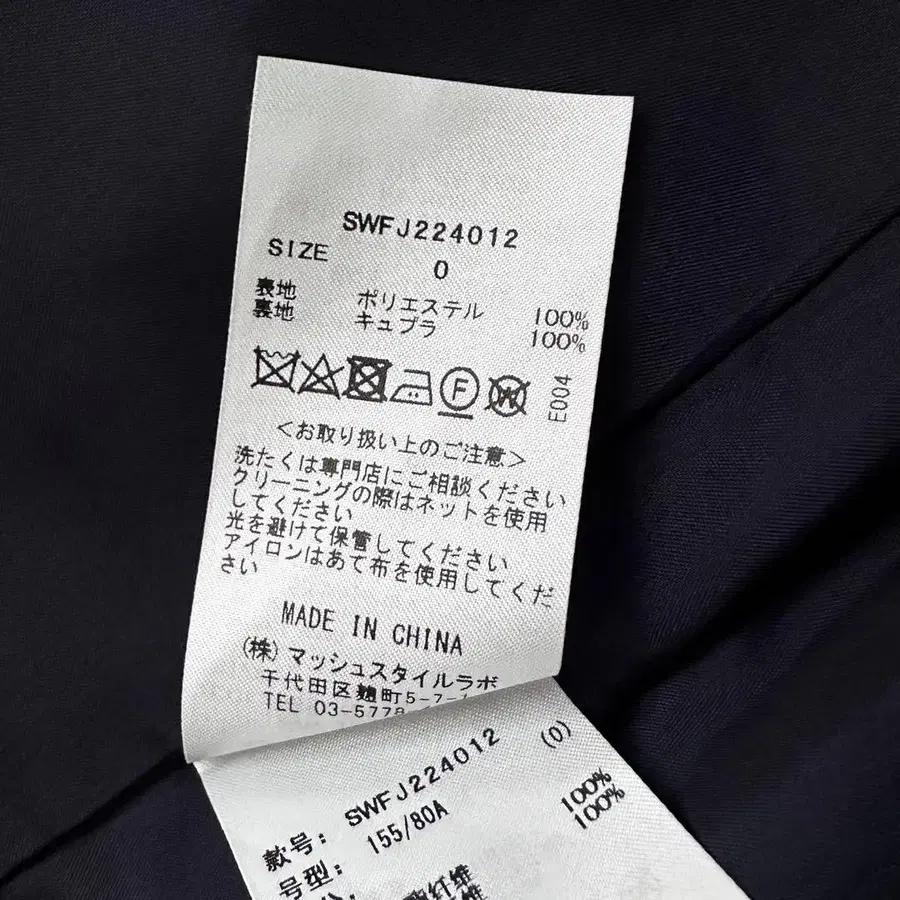 SWFJ224012
SIZE 0
表地 ポリエステル 100%
裏地 キュプラ 100%
F W E004
<お取り扱い上のご注意>
洗たくは専門店にご相談ください
クリーニングの際はネットを使用
してください
光を避けて保管してください
アイロンはあて布を使用してくだ
さい
MADE IN CHINA
(株)マッシュスタイルラボ
千代田区麹町5-7-
TEL 03-5778
款号: SWFJ224012 (0)
号型: 155/80A
纤维 100%
100%